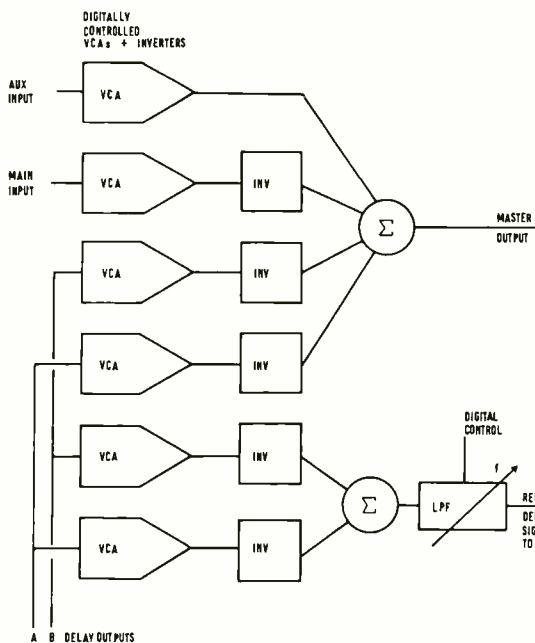 DIGITALLY
CONTROLLED
VCAs + INVERTERS
AUX
INPUT
VCA
MAIN
INPUT
VCA
INV
Σ
MASTER
OUTPUT
VCA
INV
VCA
INV
DIGITAL
CONTROL
VCA
INV
f
Σ
LPF
VCA
INV
A B DELAY OUTPUTS